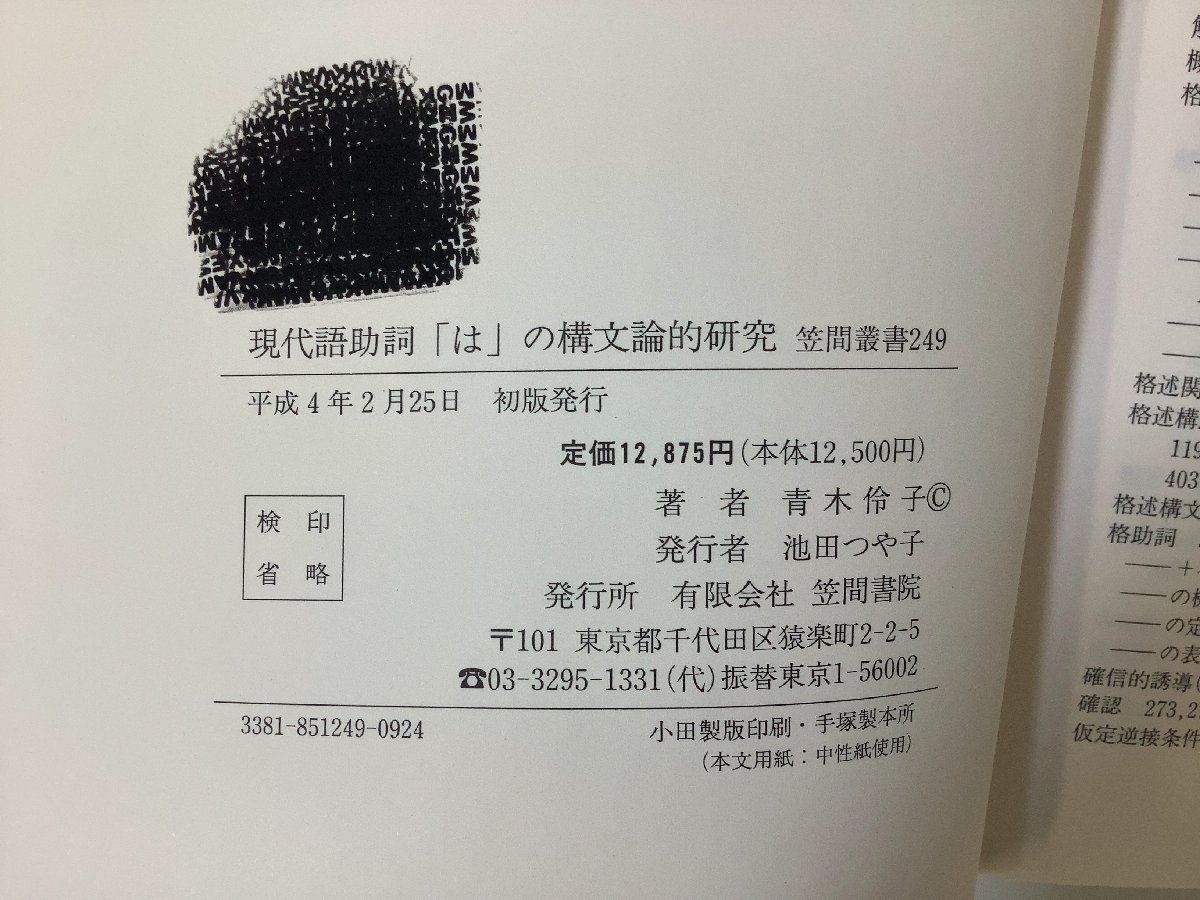 現代語助詞「は」の構文論的研究 笠間叢書249
平成4年2月25日 初版発行
定価12,875円(本体12,500円)
著 者 青木伶子©
発行者 池田つや子
発行所 有限会社 笠間書院
〒101 東京都千代田区猿楽町2-2-5
☎03-3295-1331(代)振替東京1-56002
検印
省略
3381-851249-0924
小田製版印刷・手塚製本所
(本文用紙:中性紙使用)
格
格述関
格述構
119
403
格述構文
格助詞
——+
——の
——の定
——の表
確信的誘導(
確認 273,2
仮定逆接条件